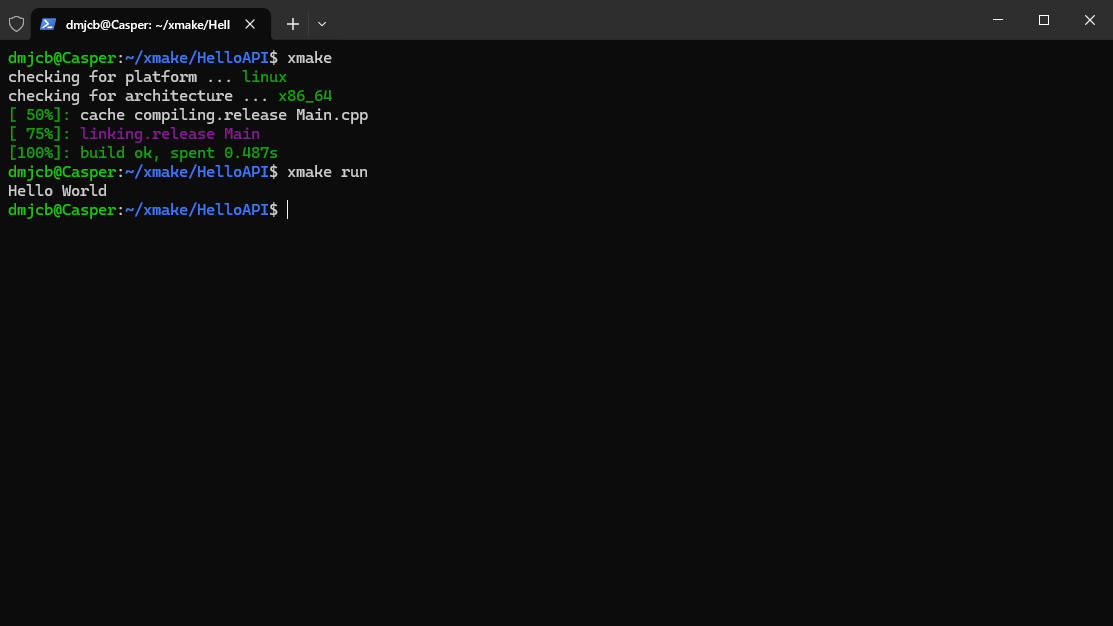 dmjcb@Casper: ~/xmake/Hell
dmjcb@Casper:~/xmake/HelloAPI$ xmake
checking for platform ... linux
checking for architecture ... x86_64
[ 50%]: cache compiling.release Main.cpp
[ 75%]: linking.release Main
[100%]: build ok, spent 0.487s
dmjcb@Casper:~/xmake/HelloAPI$ xmake run
Hello World
dmjcb@Casper:~/xmake/HelloAPI$